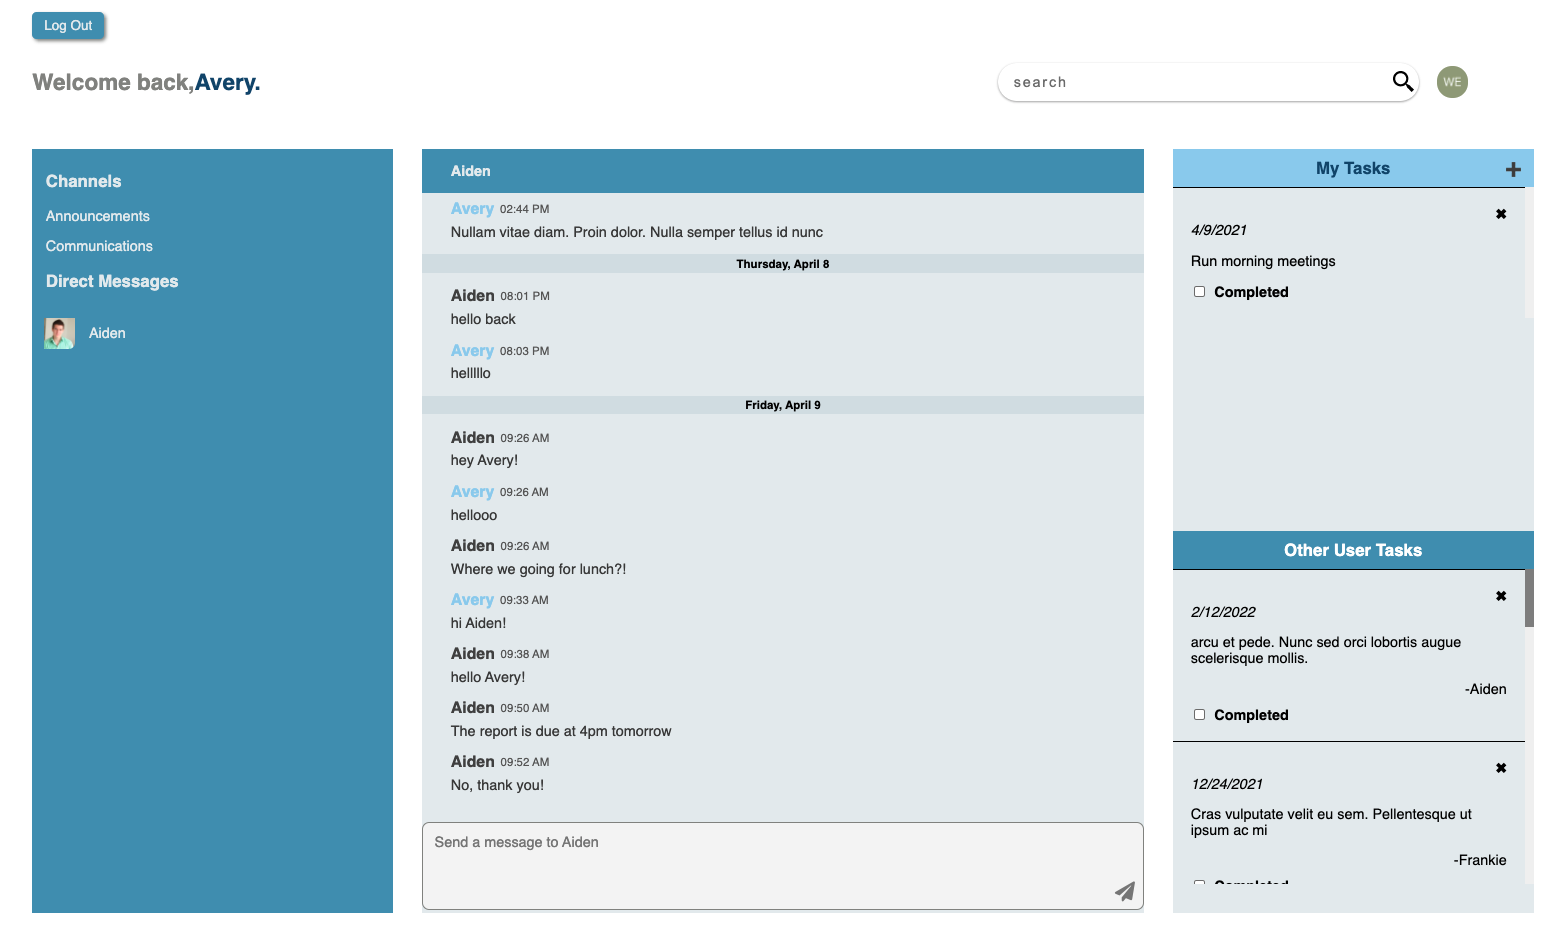 Log Out
Welcome back,Avery.
search
WE
Channels
Announcements
Communications
Direct Messages
Aiden
Aiden
Avery 02:44 PM
Nullam vitae diam. Proin dolor. Nulla semper tellus id nunc
Thursday, April 8
Aiden 08:01 PM
hello back
Avery 08:03 PM
helllllo
Friday, April 9
Aiden 09:26 AM
hey Avery!
Avery 09:26 AM
hellooo
Aiden 09:26 AM
Where we going for lunch?!
Avery 09:33 AM
hi Aiden!
Aiden 09:38 AM
hello Avery!
Aiden 09:50 AM
The report is due at 4pm tomorrow
Aiden 09:52 AM
No, thank you!
Send a message to Aiden
My Tasks
4/9/2021
Run morning meetings
Completed
Other User Tasks
2/12/2022
arcu et pede. Nunc sed orci lobortis augue
scelerisque mollis.
-Aiden
Completed
12/24/2021
Cras vulputate velit eu sem. Pellentesque ut
ipsum ac mi
-Frankie
Completed